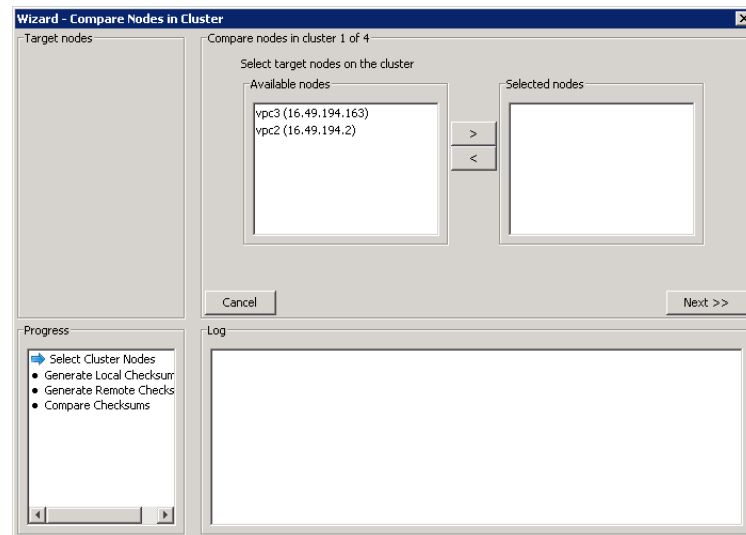 Wizard - Compare Nodes in Cluster
Target nodes
Compare nodes in cluster 1 of 4
Select target nodes on the cluster
Available nodes
Selected nodes
vpc3 (16.49.194.163)
vpc2 (16.49.194.2)
>
<
Cancel
Next >>
Progress
Log
Select Cluster Nodes
Generate Local Checksum
Generate Remote Checks
Compare Checksums